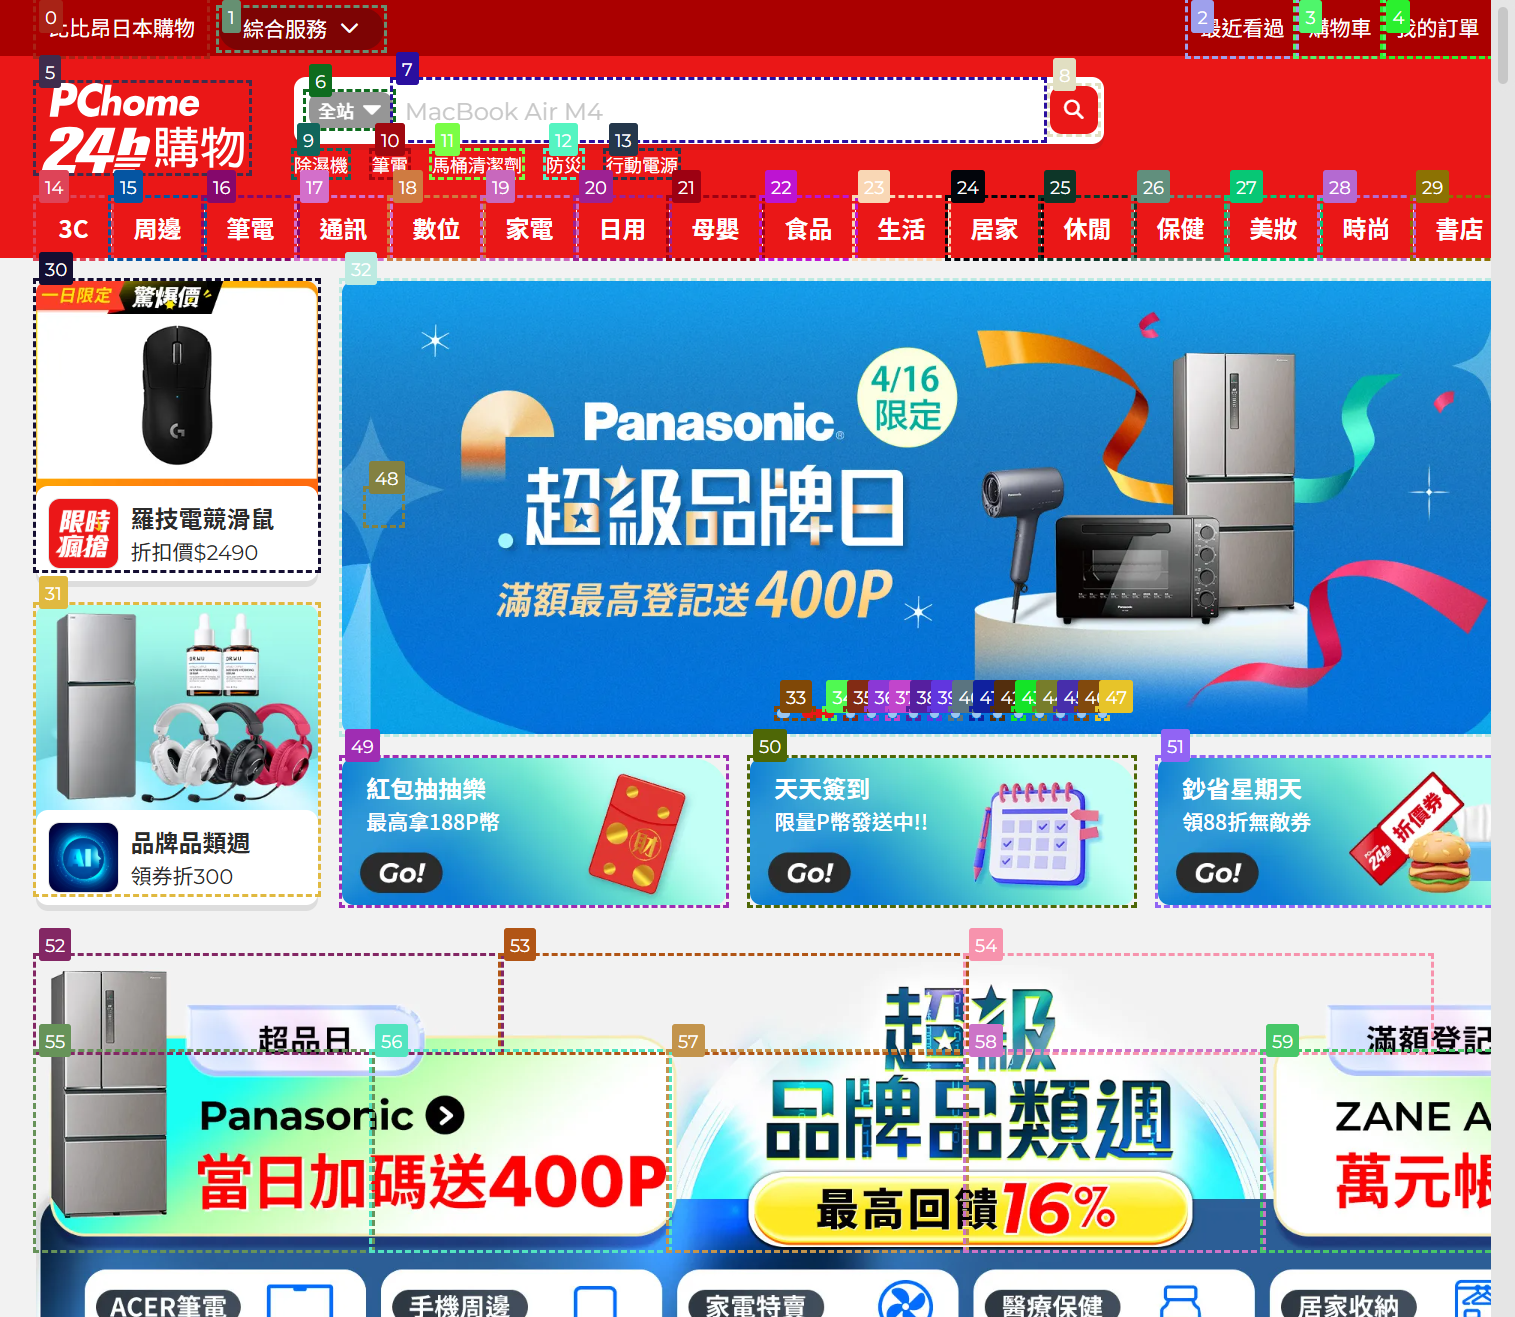 0
1
2
3
4
比比昂日本購物
綜合服務
最近看過
購物車
我的訂單
5
6
7
8
PChome
24h購物
全站
MacBook Air M4
9
10
11
12
13
除濕機
筆電
馬桶清潔劑
防災
行動電源
14
15
16
17
18
19
20
21
22
23
24
25
26
27
28
29
3C
周邊
筆電
通訊
數位
家電
日用
母嬰
食品
生活
居家
休閒
保健
美妝
時尚
書店
30
一日限定
驚爆價
限時
瘋搶
羅技電競滑鼠
折扣價$2490
31
DR.WU
DR.WU
AI
品牌品類週
領券折300
32
Panasonic
4/16
限定
48
超級品牌日
滿額最高登記送400P
Panasonic
33
34
35
36
37
38
39
47
49
紅包抽抽樂
最高拿188P幣
Go!
財
50
天天簽到
限量P幣發送中!!
Go!
51
鈔省星期天
領88折無敵券
Go!
24h
折價券
52
53
54
55
56
57
58
59
超品日
Panasonic
當日加碼送400P
超級
品牌品類週
最高回饋16%
滿額登記
ZANE A
萬元帳
ACER筆電
手機周邊
家電特賣
醫療保健
居家收納